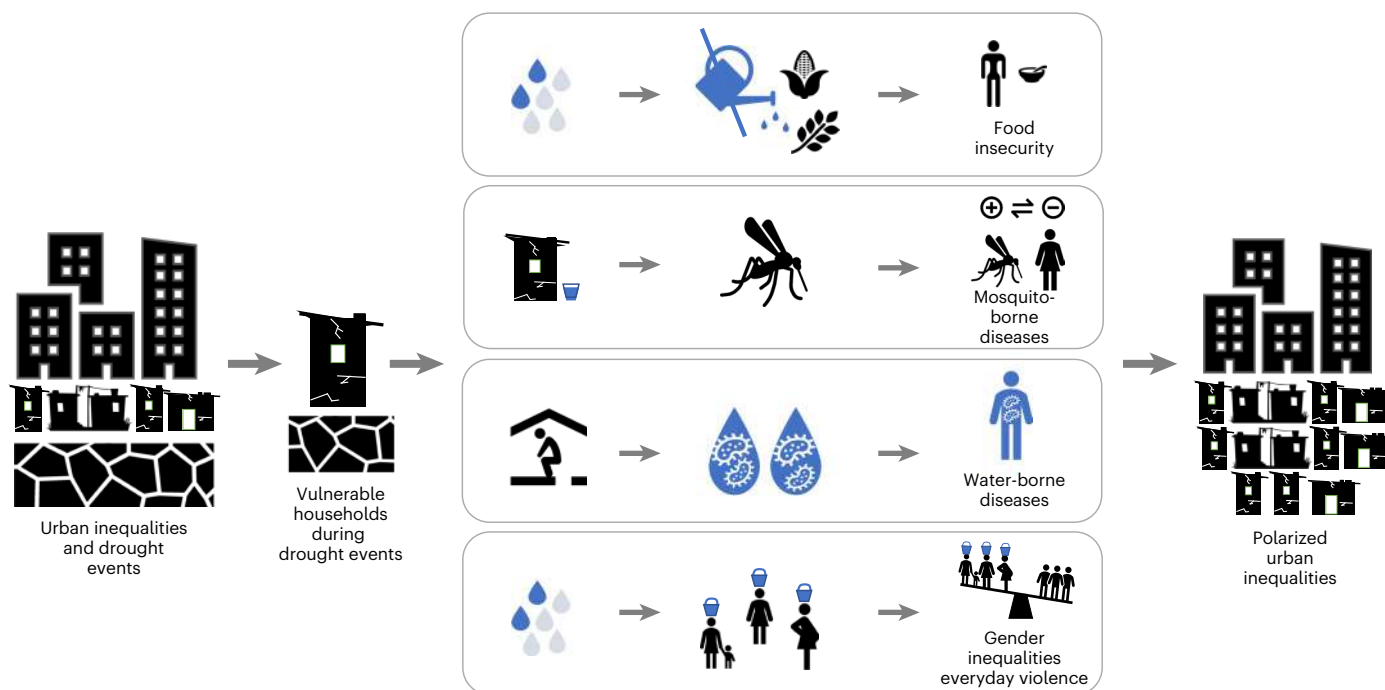 Urban inequalities
and drought
events
Vulnerable
households
during
drought events
Food
insecurity
Mosquito-
borne
diseases
Water-borne
diseases
Gender
inequalities
everyday violence
Polarized
urban
inequalities